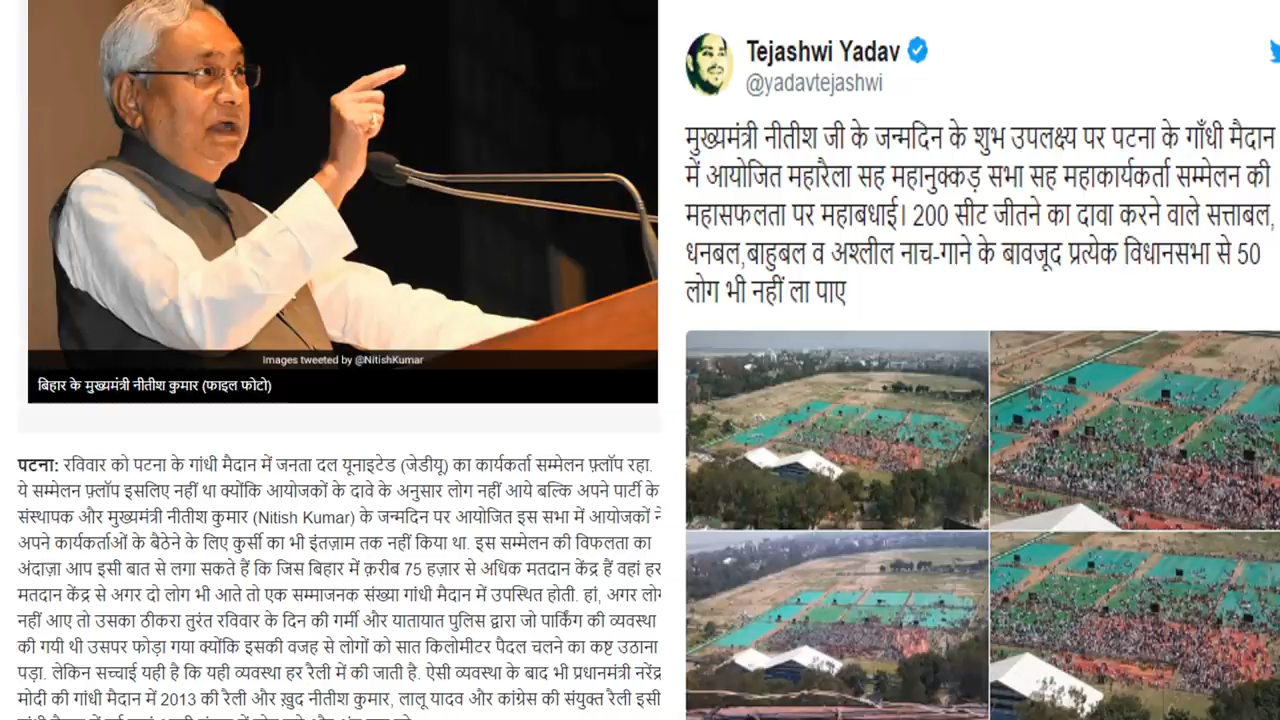 Images tweeted by @NitishKumar
बिहार के मुख्यमंत्री नीतीश कुमार (फाइल फोटो)
पटना: रविवार को पटना के गांधी मैदान में जनता दल यूनाइटेड (जेडीयू) का कार्यकर्ता सम्मेलन फ़्लॉप रहा.
ये सम्मेलन फ़्लॉप इसलिए नहीं था क्योंकि आयोजकों के दावे के अनुसार लोग नहीं आये बल्कि अपने पार्टी के
संस्थापक और मुख्यमंत्री नीतीश कुमार (Nitish Kumar) के जन्मदिन पर आयोजित इस सभा में आयोजकों ने
अपने कार्यकर्ताओं के बैठेने के लिए कुर्सी का भी इंतज़ाम तक नहीं किया था. इस सम्मेलन की विफलता का
अंदाज़ा आप इसी बात से लगा सकते हैं कि जिस बिहार में क़रीब 75 हज़ार से अधिक मतदान केंद्र हैं वहां हर
मतदान केंद्र से अगर दो लोग भी आते तो एक सम्माजनक संख्या गांधी मैदान में उपस्थित होती. हां, अगर लोग
नहीं आए तो उसका ठीकरा तुरंत रविवार के दिन की गर्मी और यातायात पुलिस द्वारा जो पार्किंग की व्यवस्था
की गयी थी उसपर फोड़ा गया क्योंकि इसकी वजह से लोगों को सात किलोमीटर पैदल चलने का कष्ट उठाना
पड़ा. लेकिन सच्चाई यही है कि यही व्यवस्था हर रैली में की जाती है. ऐसी व्यवस्था के बाद भी प्रधानमंत्री नरेंद्र
मोदी की गांधी मैदान में 2013 की रैली और ख़ुद नीतीश कुमार, लालू यादव और कांग्रेस की संयुक्त रैली इसी
Tejashwi Yadav
@yadavtejashwi
मुख्यमंत्री नीतीश जी के जन्मदिन के शुभ उपलक्ष्य पर पटना के गाँधी मैदान
में आयोजित महारैला सह महानुक्कड़ सभा सह महाकार्यकर्ता सम्मेलन की
महासफलता पर महाबधाई। 200 सीट जीतने का दावा करने वाले सत्ताबल,
धनबल,बाहुबल व अश्लील नाच-गाने के बावजूद प्रत्येक विधानसभा से 50
लोग भी नहीं ला पाए